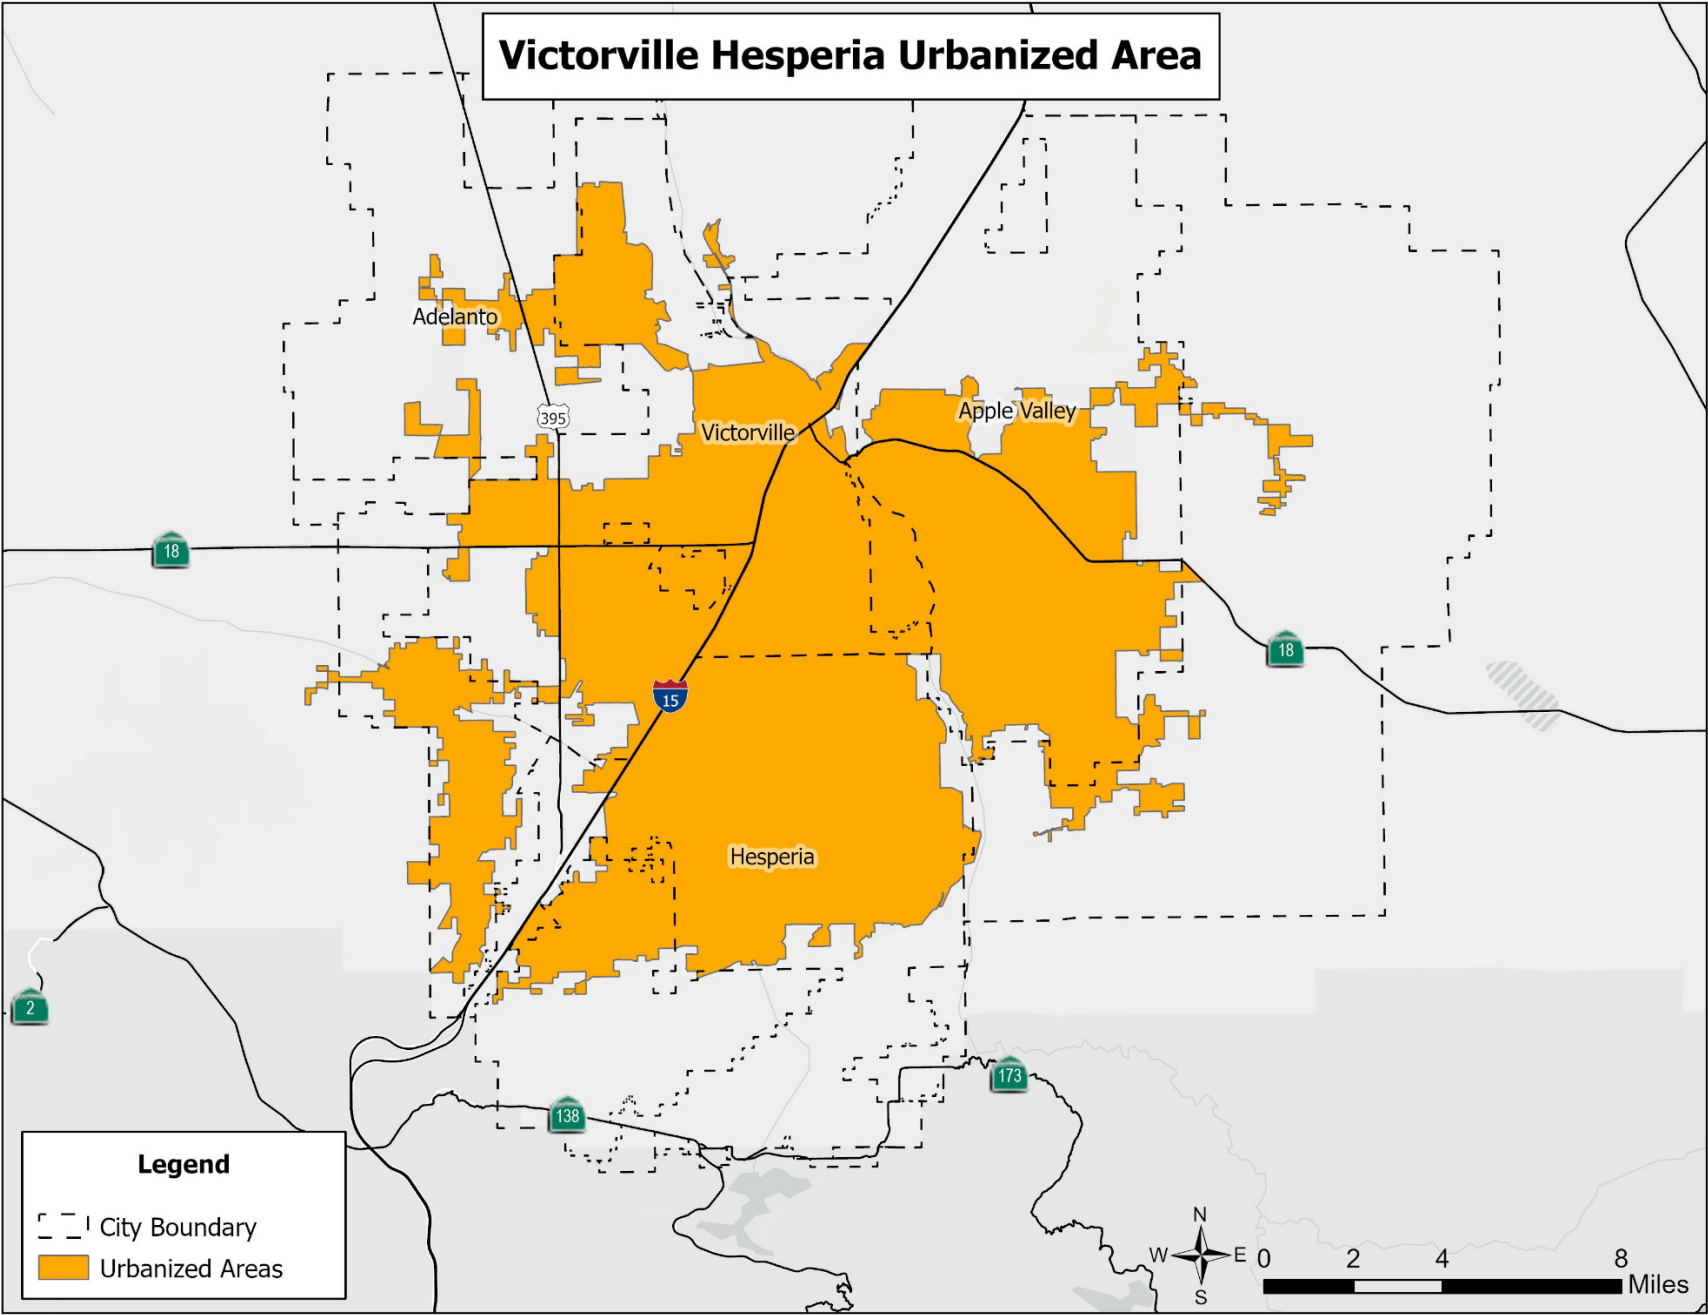 Victorville Hesperia Urbanized Area
Adelanto
395
Apple Valley
Victorville
18
18
15
Hesperia
2
173
138
Legend
City Boundary
Urbanized Areas
N
W
E
S
0 2 4 8
Miles